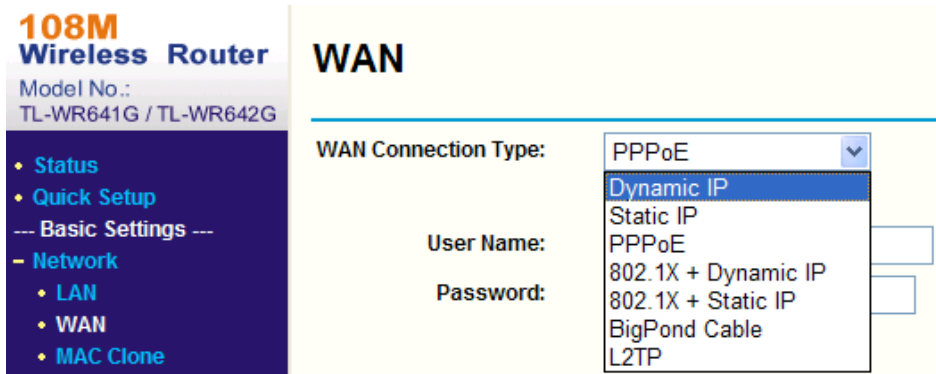 108M
Wireless Router
Model No.:
TL-WR641G / TL-WR642G
• Status
• Quick Setup
--- Basic Settings ---
– Network
• LAN
• WAN
• MAC Clone
WAN
WAN Connection Type:
PPPoE
Dynamic IP
Static IP
PPPoE
802.1X + Dynamic IP
802.1X + Static IP
BigPond Cable
L2TP
User Name:
Password: